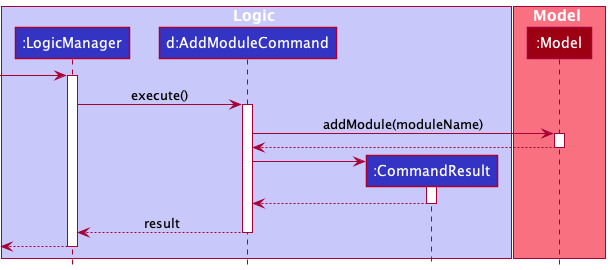 Logic
Model
:LogicManager
d:AddModuleCommand
:Model
execute()
addModule(moduleName)
:CommandResult
result